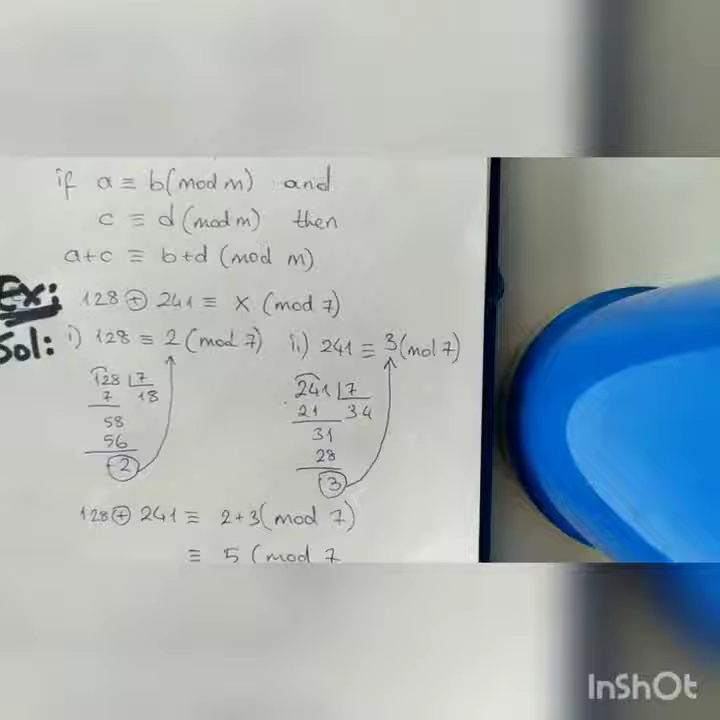 if a ≡ b(mod m) and
c ≡ d (mod m) then
a+c ≡ b+d (mod m)
Ex: 128 ⊕ 241 ≡ X (mod 7)
Sol: i) 128 ≡ 2 (mod 7) ii) 241 ≡ 3 (mol 7)
128 7 241 7
7 18 21 34
58 31
56 28
2 3
128 ⊕ 241 ≡ 2+3 (mod 7)
≡ 5 (mod 7
InShOt